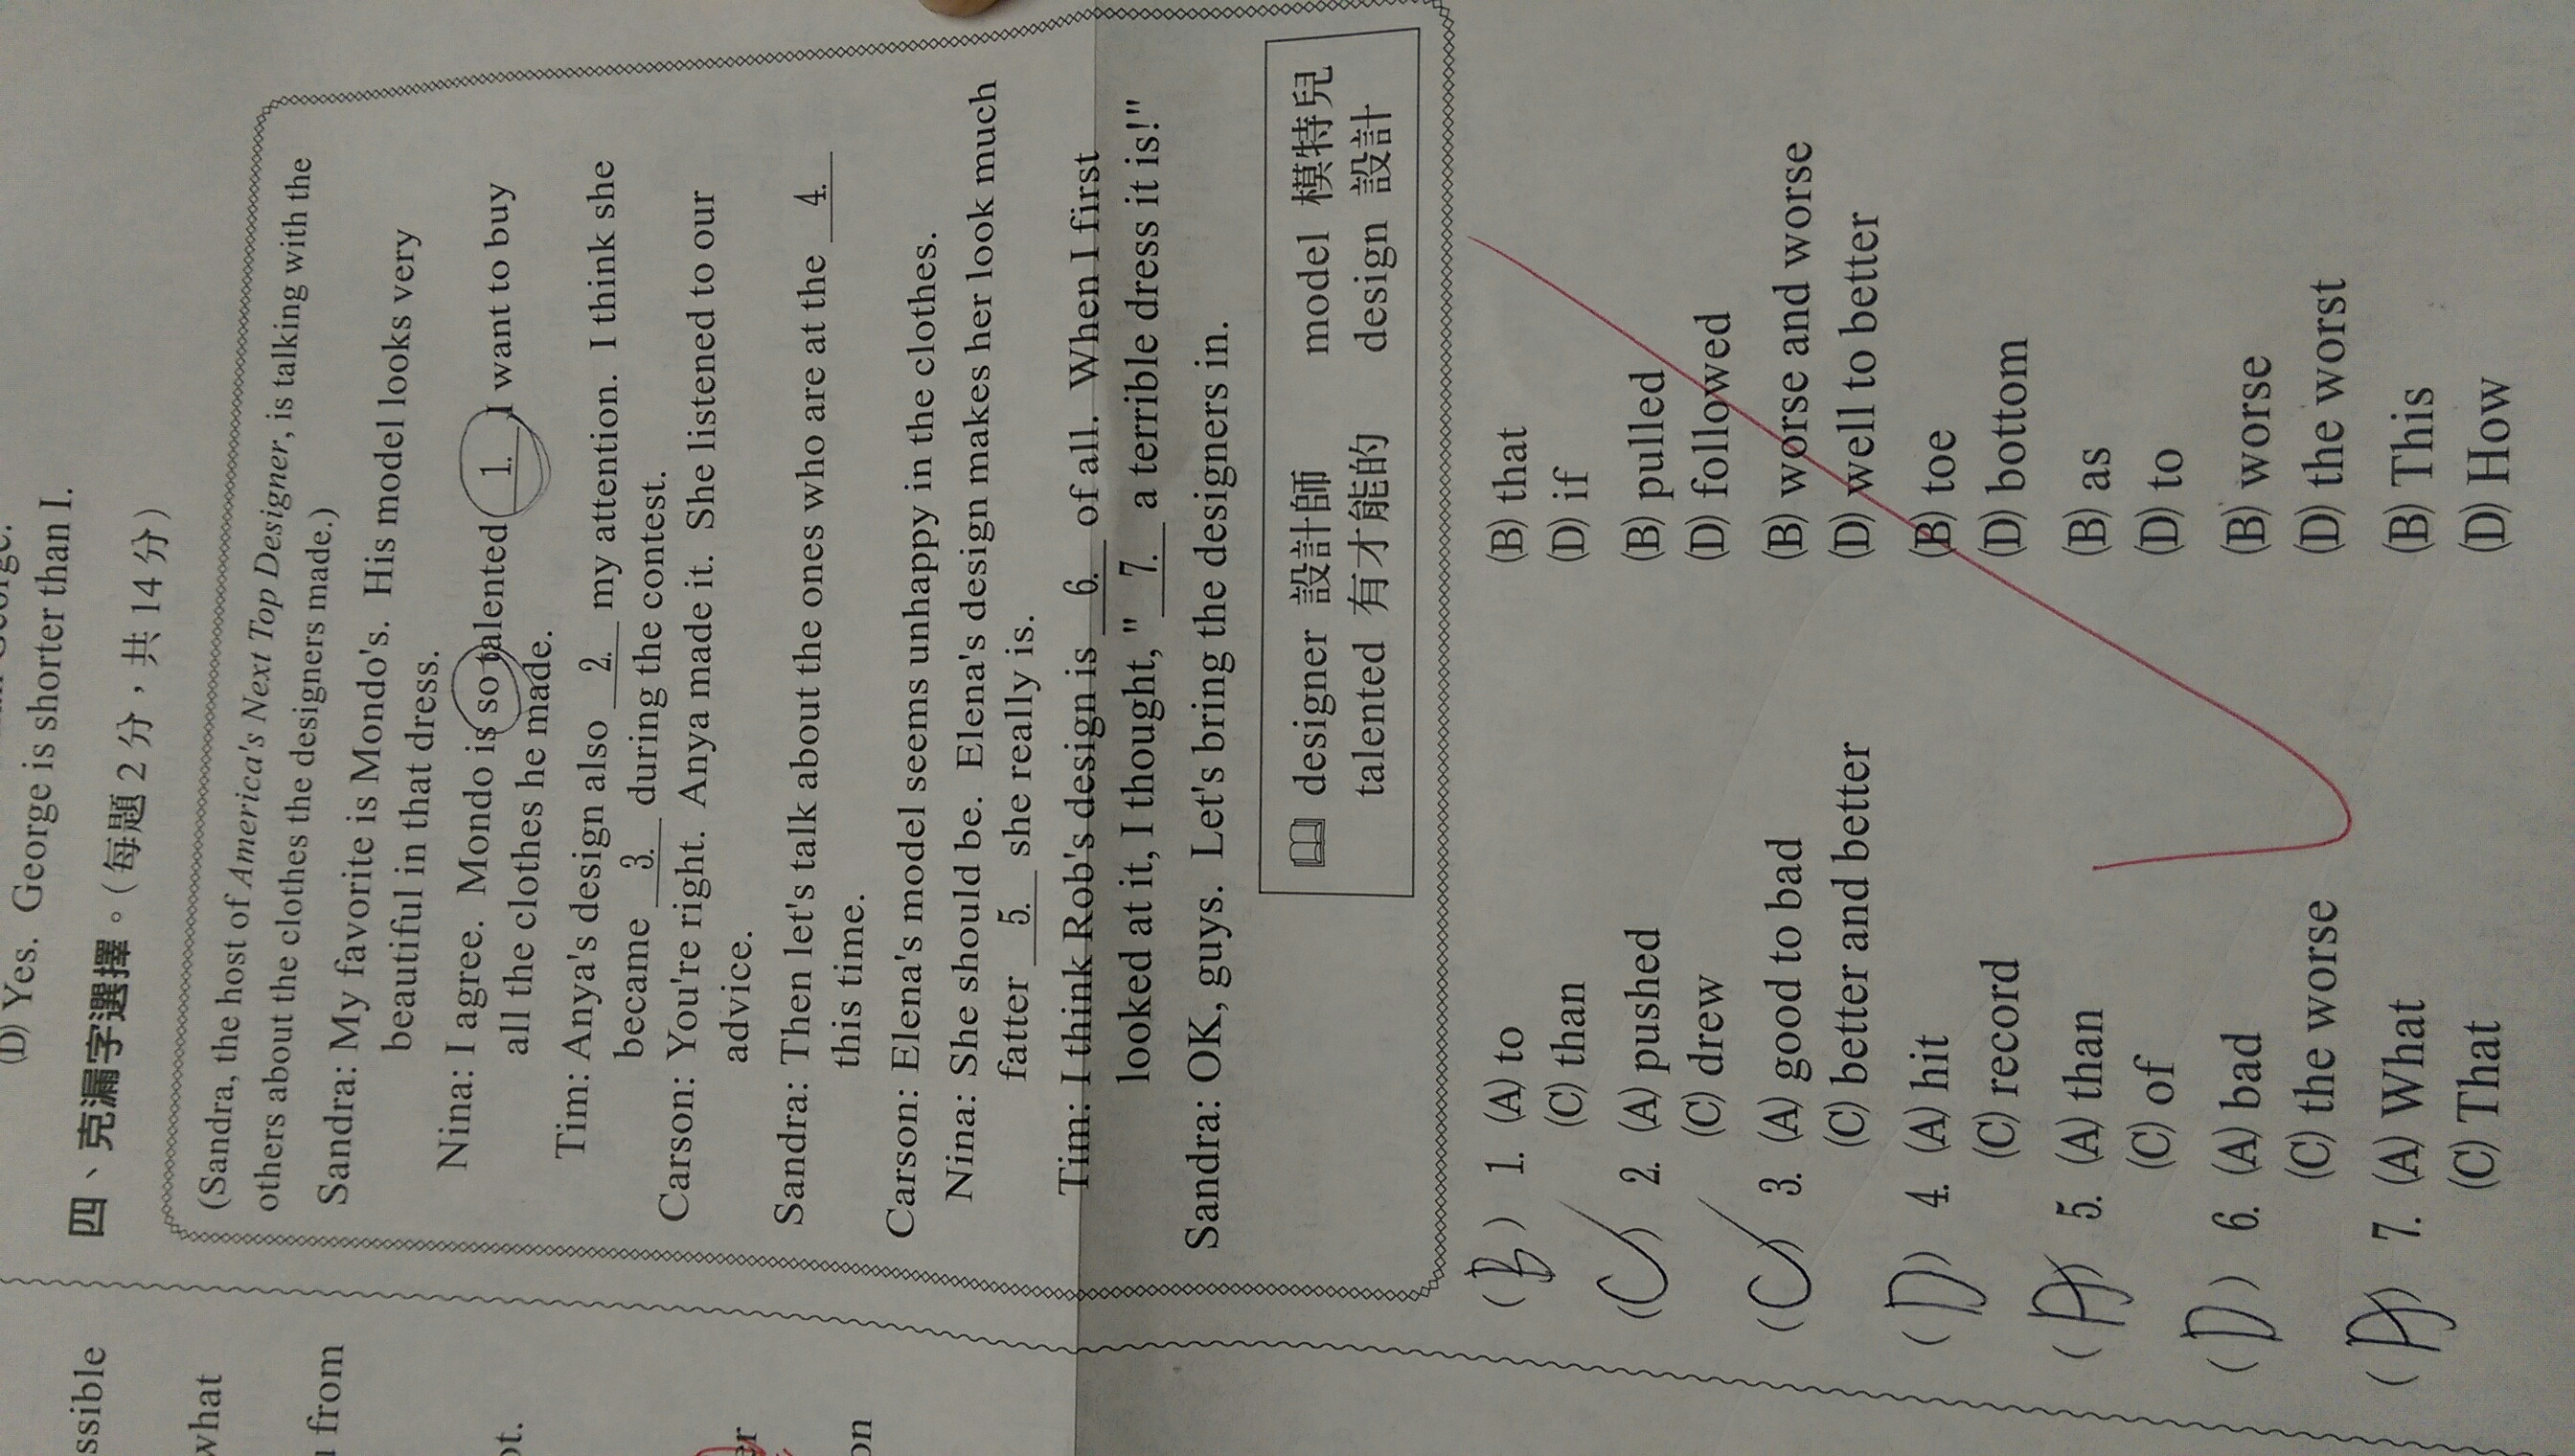 (D) Yes. George is shorter than I.
四、克漏字選擇。(每題 2 分，共 14 分)
(Sandra, the host of America's Next Top Designer, is talking with the
others about the clothes the designers made.)
Sandra: My favorite is Mondo's. His model looks very
beautiful in that dress.
Nina: I agree. Mondo is so talented 1. I want to buy
all the clothes he made.
Tim: Anya's design also 2. my attention. I think she
became 3. during the contest.
Carson: You're right. Anya made it. She listened to our
advice.
Sandra: Then let's talk about the ones who are at the 4.
this time.
Carson: Elena's model seems unhappy in the clothes.
Nina: She should be. Elena's design makes her look much
fatter 5. she really is.
Tim: I think Rob's design is 6. of all. When I first
looked at it, I thought, " 7. a terrible dress it is!"
Sandra: OK, guys. Let's bring the designers in.
designer 設計師 model 模特兒
talented 有才能的 design 設計
(B) 1. (A) to (B) that
(C) than (D) if
(C) 2. (A) pushed (B) pulled
(C) drew (D) followed
(C) 3. (A) good to bad (B) worse and worse
(C) better and better (D) well to better
(D) 4. (A) hit (B) toe
(C) record (D) bottom
(A) 5. (A) than (B) as
(C) of (D) to
(D) 6. (A) bad (B) worse
(C) the worse (D) the worst
(A) 7. (A) What (B) This
(C) That (D) How
what
from